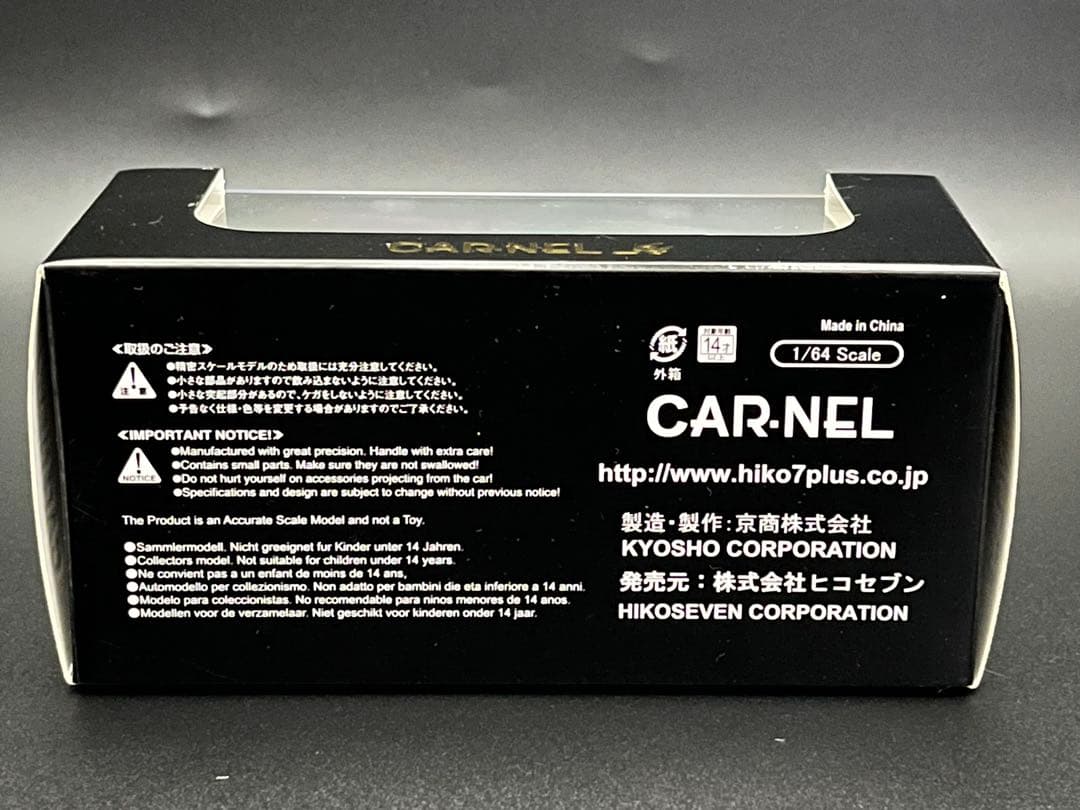 CAR·NEL
≪取扱のご注意≫
注意
●精密スケールモデルのため取扱には充分注意してください。
●小さな部品がありますので飲み込まないように注意してください。
●小さな突起部分があるので、ケガをしないように注意してください。
●予告なく仕様・色等を変更する場合がありますのでご了承ください。
≪IMPORTANT NOTICE!≫
NOTICE
●Manufactured with great precision. Handle with extra care!
●Contains small parts. Make sure they are not swallowed!
●Do not hurt yourself on accessories projecting from the car!
●Specifications and design are subject to change without previous notice!
The Product is an Accurate Scale Model and not a Toy.
●Sammlermodell. Nicht geeignet fur Kinder unter 14 Jahren.
●Collectors model. Not suitable for children under 14 years.
●Ne convient pas a un enfant de moins de 14 ans,
●Automodello per collezionismo. Non adatto per bambini die eta inferiore a 14 anni.
●Modelo para coleccionistas. No recomendable para ninos menores de 14 anos.
●Modellen voor de verzamelaar. Niet geschikt voor kinderen onder 14 jaar.
紙
外箱
対象年齢
14才
以上
Made in China
1/64 Scale
CAR·NEL
http://www.hiko7plus.co.jp
製造・製作：京商株式会社
KYOSHO CORPORATION
発売元：株式会社ヒコセブン
HIKOSEVEN CORPORATION